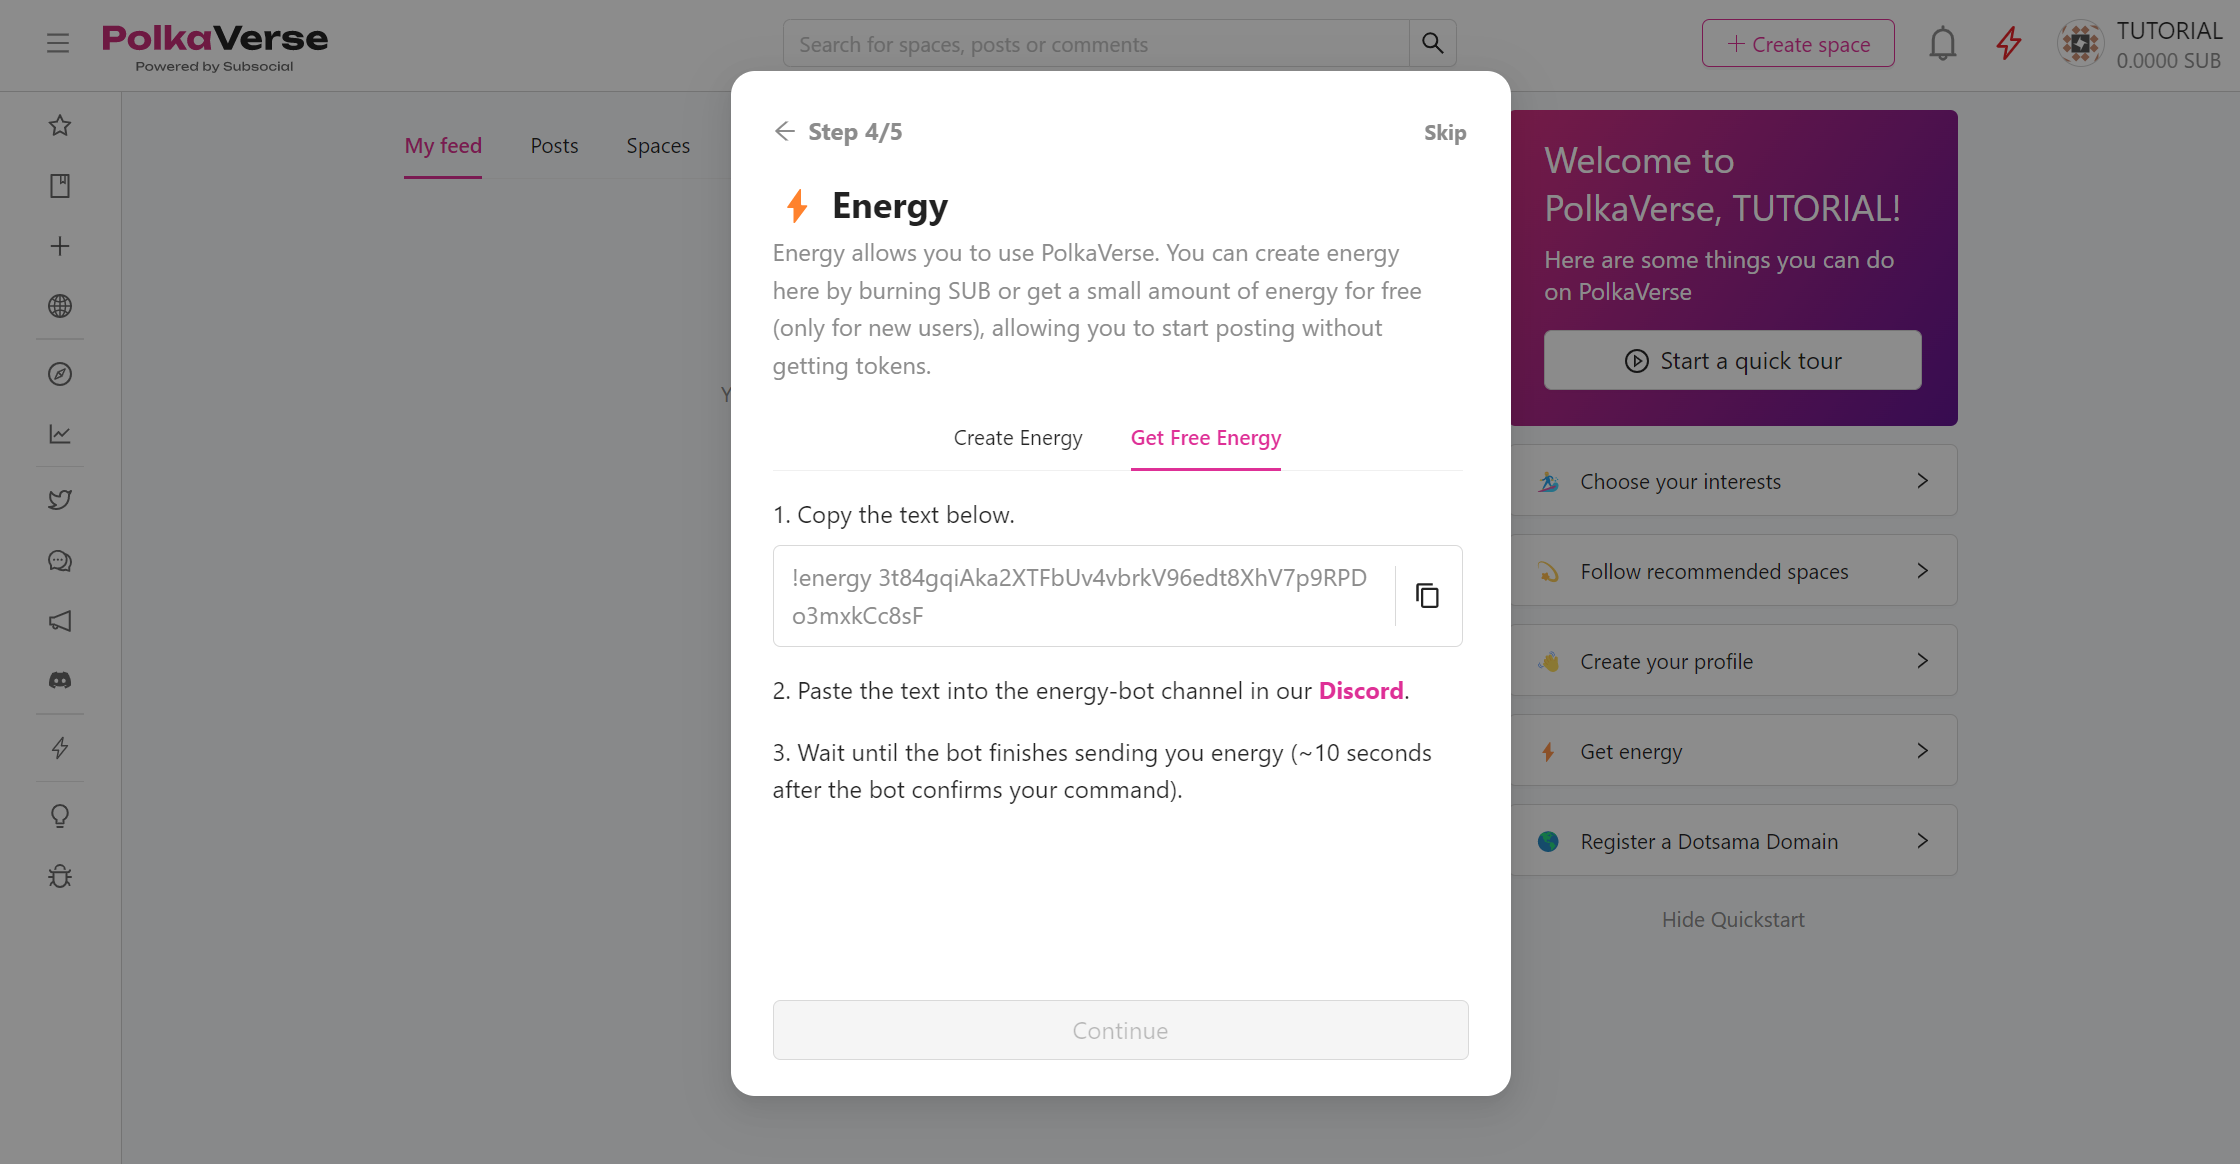 PolkaVerse
Powered by Subsocial
Search for spaces, posts or comments
Create space
TUTORIAL
0.0000 SUB
My feed
Posts
Spaces
Y
Step 4/5
Skip
Energy
Energy allows you to use PolkaVerse. You can create energy
here by burning SUB or get a small amount of energy for free
(only for new users), allowing you to start posting without
getting tokens.
Create Energy
Get Free Energy
1. Copy the text below.
!energy 3t84gqiAka2XTFbUv4vbrkV96edt8XhV7p9RPD
o3mxkCc8sF
2. Paste the text into the energy-bot channel in our Discord.
3. Wait until the bot finishes sending you energy (~10 seconds
after the bot confirms your command).
Continue
Welcome to
PolkaVerse, TUTORIAL!
Here are some things you can do
on PolkaVerse
Start a quick tour
Choose your interests
Follow recommended spaces
Create your profile
Get energy
Register a Dotsama Domain
Hide Quickstart